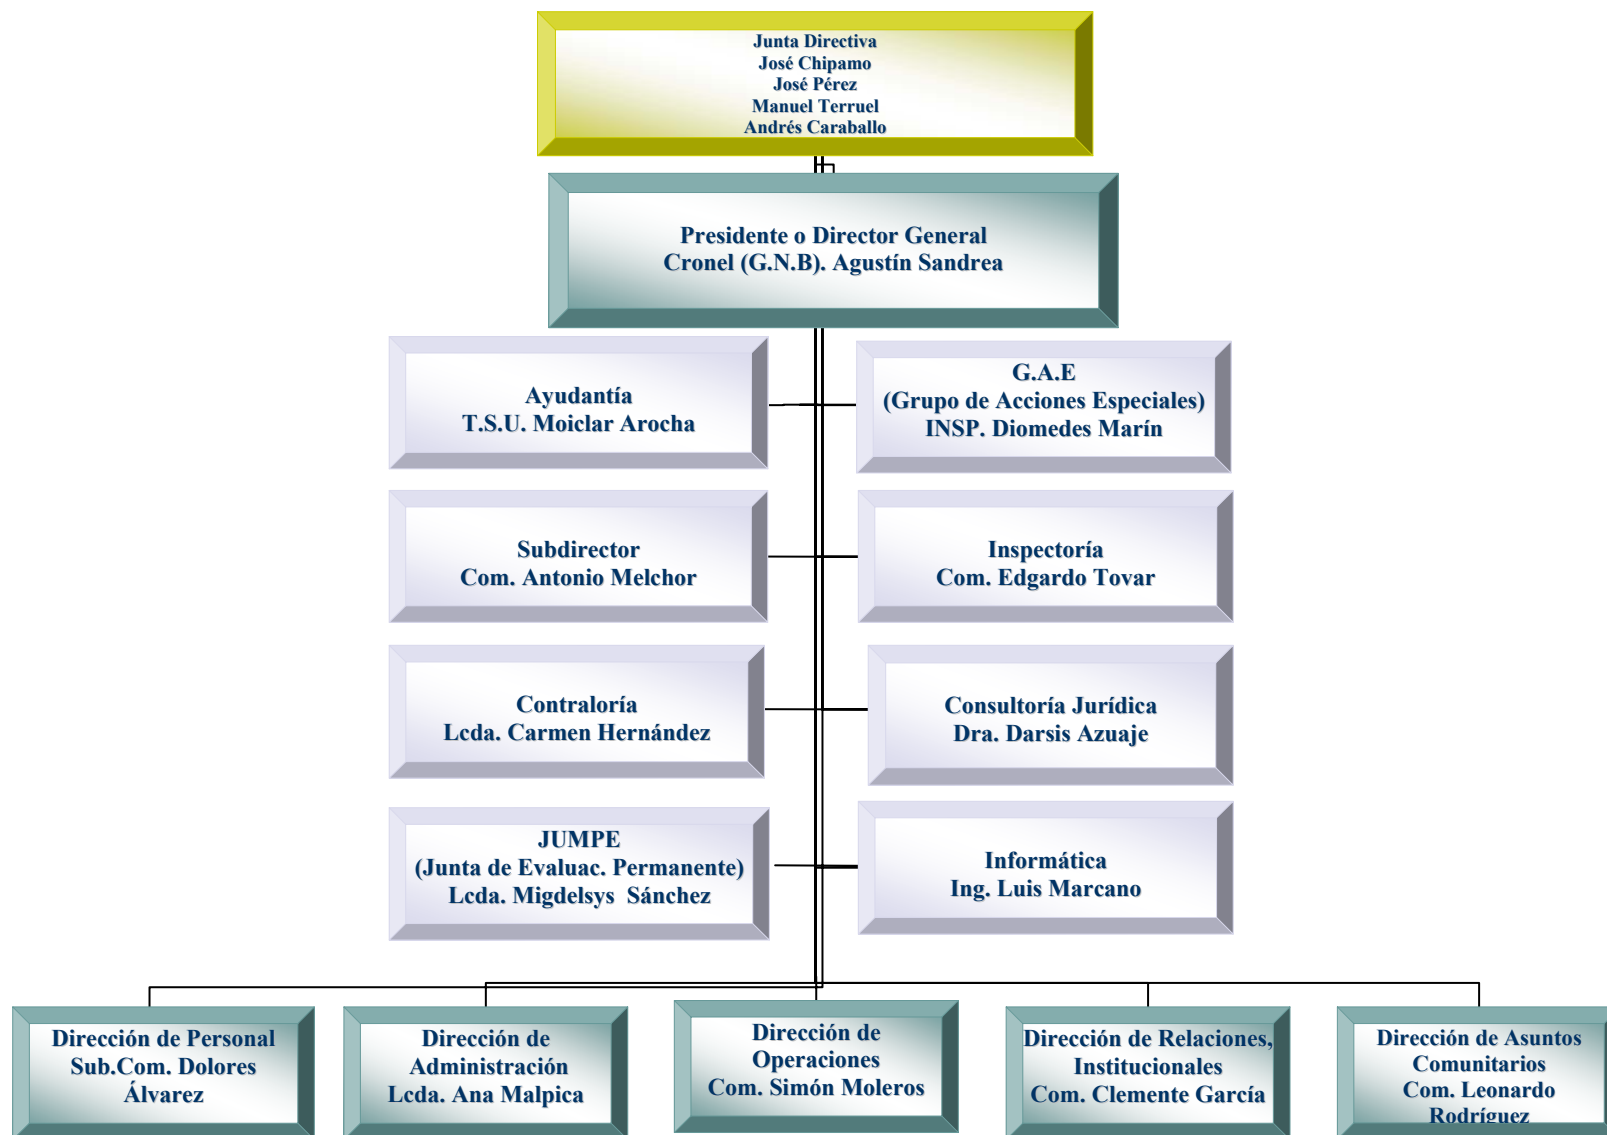 Junta Directiva
José Chipamo
José Pérez
Manuel Terruel
Andrés Caraballo
Presidente o Director General
Cronel (G.N.B). Agustín Sandrea
Ayudantía
T.S.U. Moiclar Arocha
G.A.E
(Grupo de Acciones Especiales)
INSP. Diomedes Marín
Subdirector
Com. Antonio Melchor
Inspectoría
Com. Edgardo Tovar
Contraloría
Lcda. Carmen Hernández
Consultoría Jurídica
Dra. Darsis Azuaje
JUMPE
(Junta de Evaluac. Permanente)
Lcda. Migdelsys  Sánchez
Informática
Ing. Luis Marcano
Dirección de Personal
Sub.Com. Dolores
Álvarez
Dirección de
Administración
Lcda. Ana Malpica
Dirección de
Operaciones
Com. Simón Moleros
Dirección de Relaciones,
Institucionales
Com. Clemente García
Dirección de Asuntos
Comunitarios
Com. Leonardo
Rodríguez